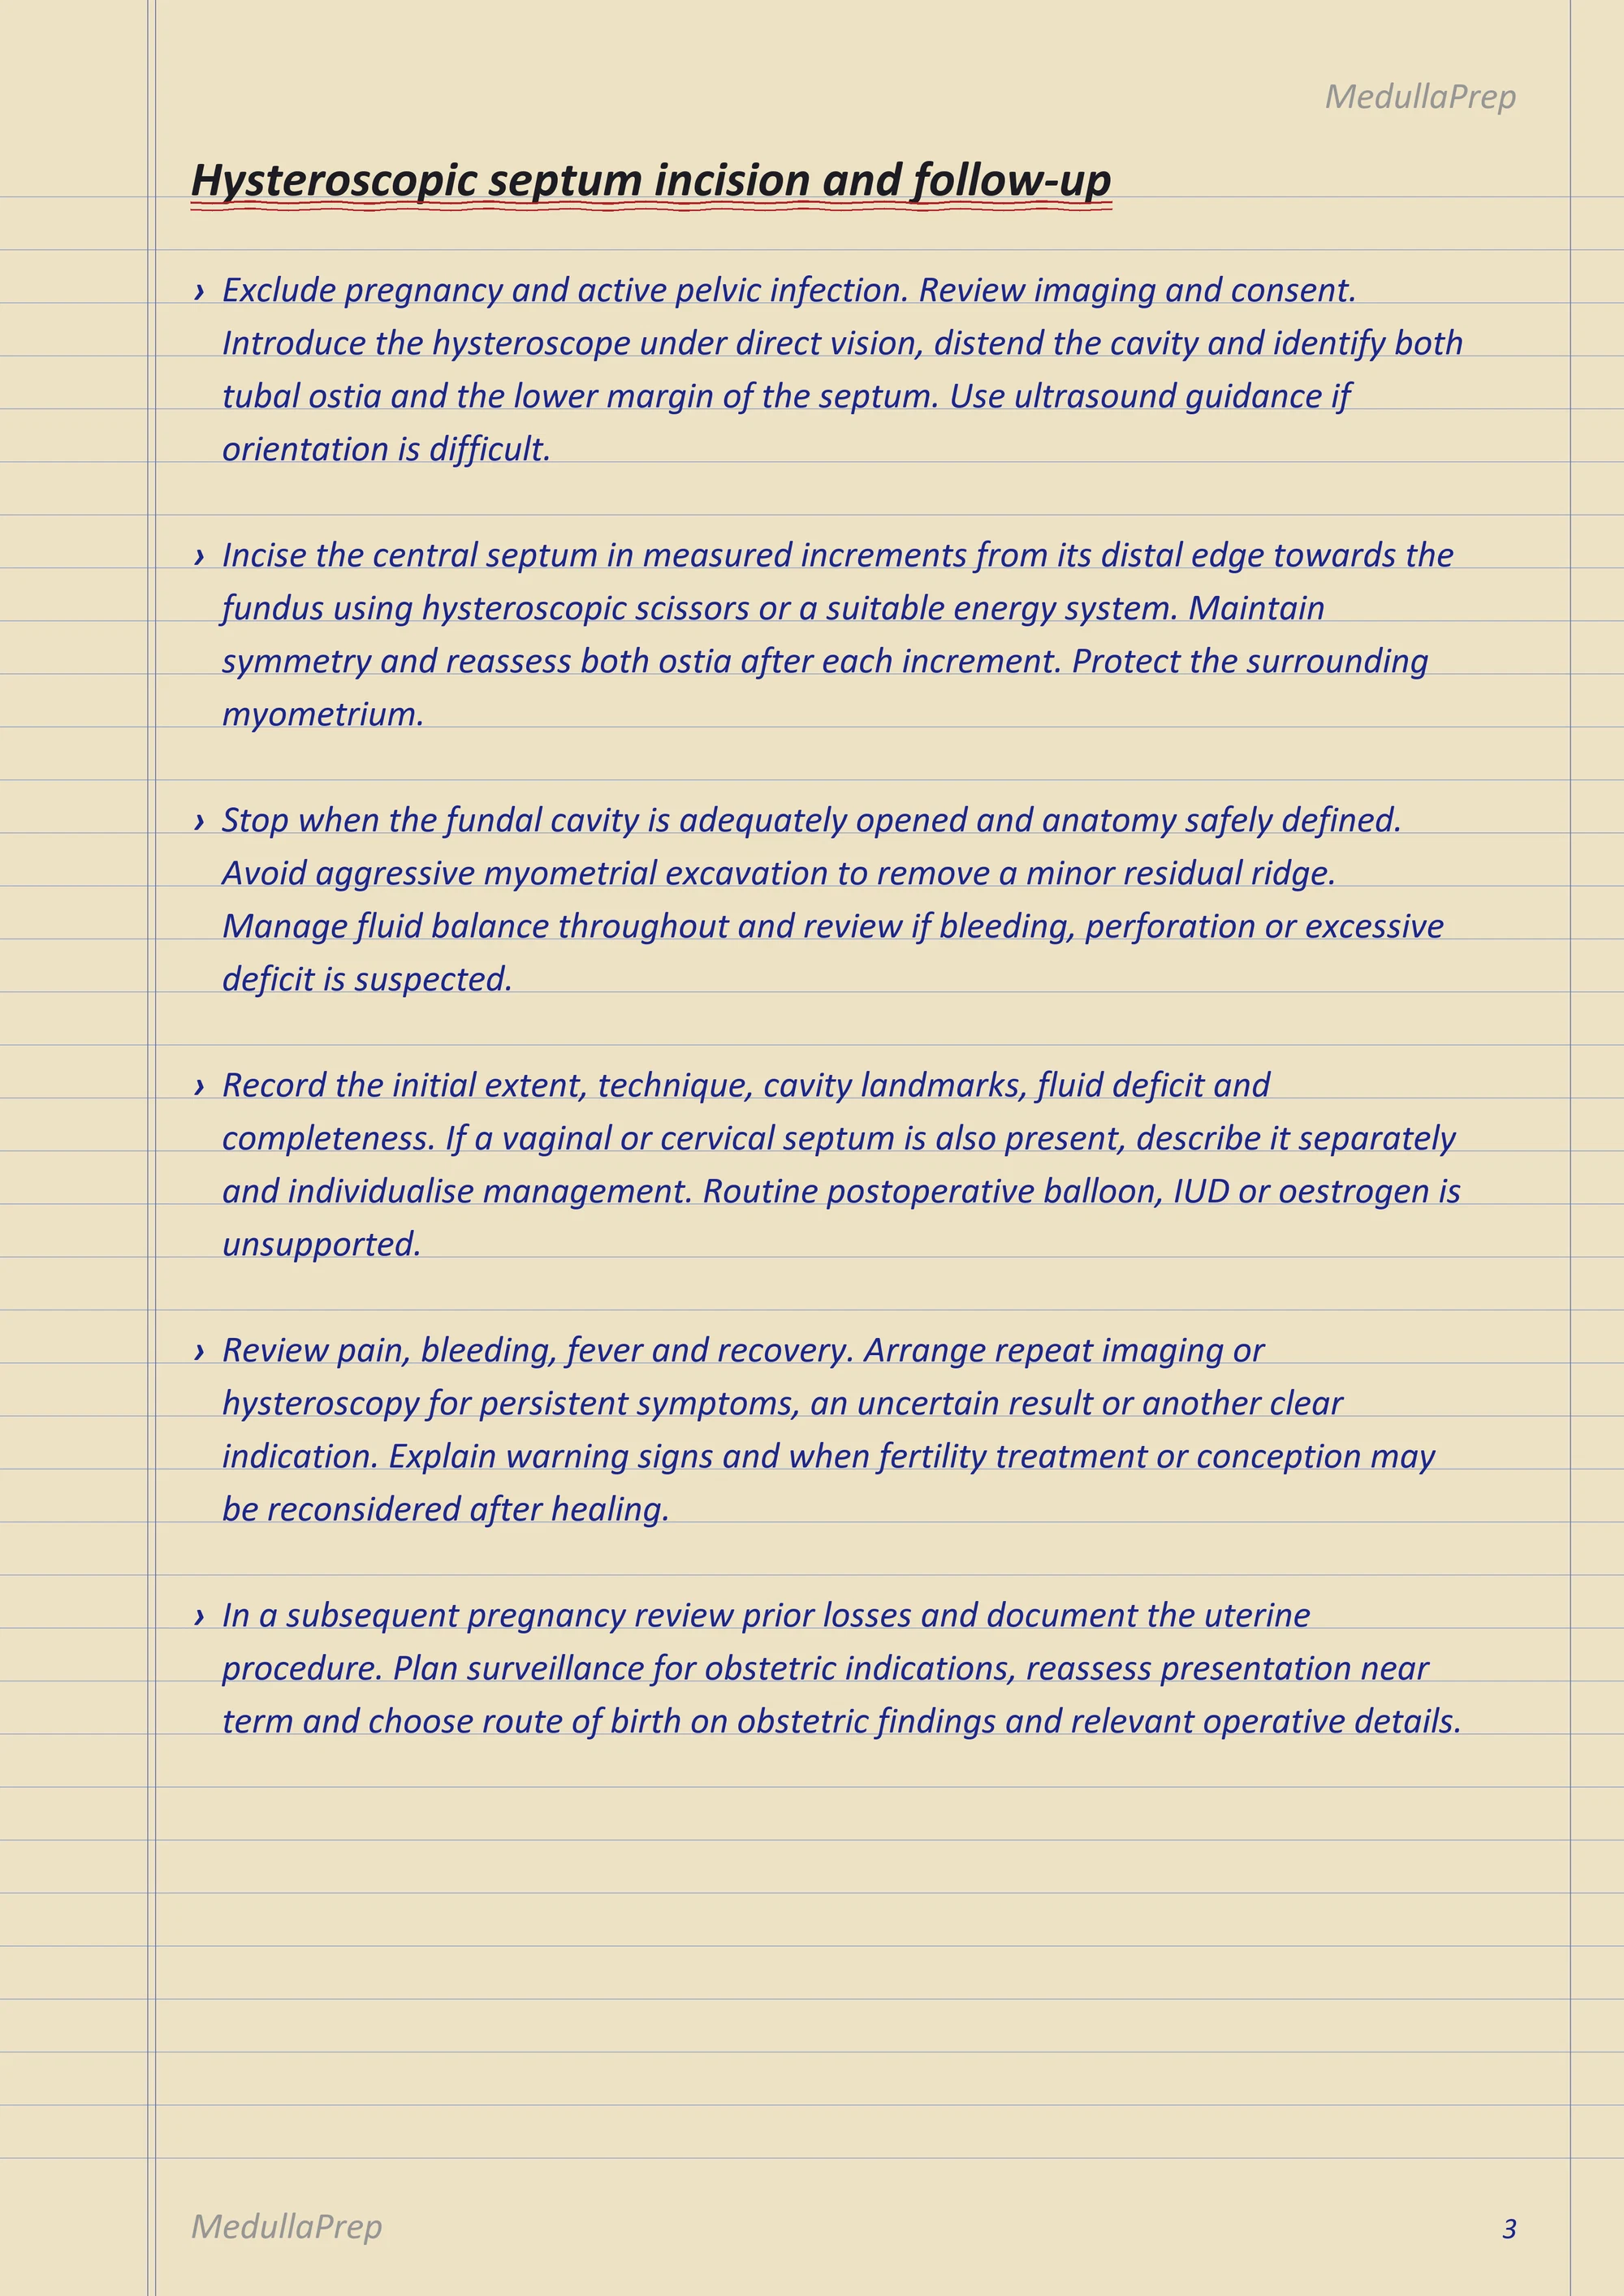 MedullaPrep
Hysteroscopic septum incision and follow-up
› Exclude pregnancy and active pelvic infection. Review imaging and consent.
Introduce the hysteroscope under direct vision, distend the cavity and identify both
tubal ostia and the lower margin of the septum. Use ultrasound guidance if
orientation is difficult.
› Incise the central septum in measured increments from its distal edge towards the
fundus using hysteroscopic scissors or a suitable energy system. Maintain
symmetry and reassess both ostia after each increment. Protect the surrounding
myometrium.
› Stop when the fundal cavity is adequately opened and anatomy safely defined.
Avoid aggressive myometrial excavation to remove a minor residual ridge.
Manage fluid balance throughout and review if bleeding, perforation or excessive
deficit is suspected.
› Record the initial extent, technique, cavity landmarks, fluid deficit and
completeness. If a vaginal or cervical septum is also present, describe it separately
and individualise management. Routine postoperative balloon, IUD or oestrogen is
unsupported.
› Review pain, bleeding, fever and recovery. Arrange repeat imaging or
hysteroscopy for persistent symptoms, an uncertain result or another clear
indication. Explain warning signs and when fertility treatment or conception may
be reconsidered after healing.
› In a subsequent pregnancy review prior losses and document the uterine
procedure. Plan surveillance for obstetric indications, reassess presentation near
term and choose route of birth on obstetric findings and relevant operative details.
MedullaPrep
3